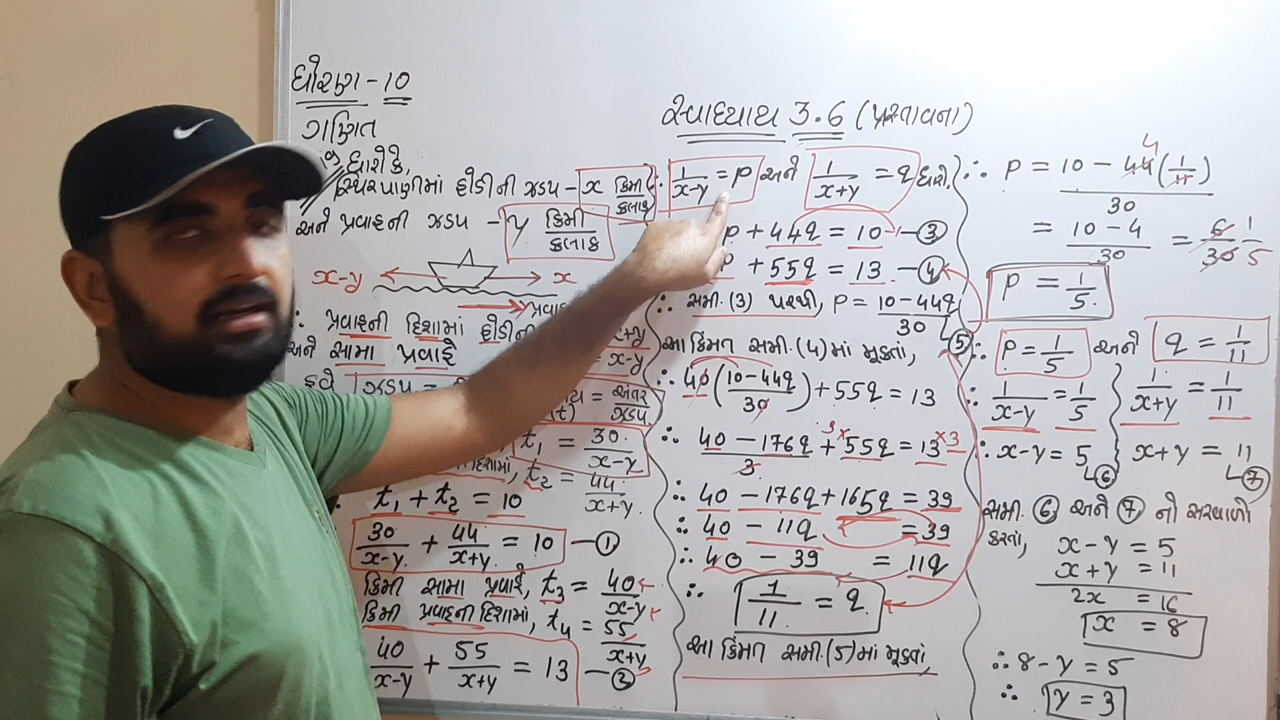 ધોરણ - 10
ગણિત
ધારો કે,
સ્થિર પાણીમાં હોડીની ઝડપ - x કિમી/કલાક
અને પ્રવાહની ઝડપ - y કિમી/કલાક
x-y x
∴ પ્રવાહની દિશામાં હોડીની x+y
અને સામા પ્રવાહે x-y
હવે ઝડપ =
(t) = અંતર/ઝડપ
t₁ = 30/(x-y)
દિશામાં, t₂ = 44/(x+y)
t₁ + t₂ = 10
30/(x-y) + 44/(x+y) = 10 —①
કિમી સામા પ્રવાહે, t₃ = 40/(x-y)
કિમી પ્રવાહની દિશામાં, t₄ = 55/(x+y)
40/(x-y) + 55/(x+y) = 13 —②
સ્વાધ્યાય 3.6 (પ્રસ્તાવના)
∴ 1/(x-y) = p અને 1/(x+y) = q ધારો
p + 44q = 10 —③
p + 55q = 13 —④
∴ સમી.(3) પરથી, p = (10-44q)/30 ⑤
આ કિંમત સમી.(4)માં મૂકતાં,
∴ 40((10-44q)/30) + 55q = 13
∴ (40 - 176q)/3 + 55q = 13 ×3
∴ 40 - 176q + 165q = 39
∴ 40 - 11q = 39
∴ 40 - 39 = 11q
∴ 1/11 = q
આ કિંમત સમી.(5)માં મૂકતાં
∴ p = (10 - 44(1/11))/30
= (10-4)/30 = 6/30 1/5
p = 1/5
∴ p = 1/5 અને q = 1/11
∴ 1/(x-y) = 1/5 1/(x+y) = 1/11
∴ x-y = 5 ⑥ x+y = 11 ⑦
સમી. ⑥ અને ⑦ નો સરવાળો
કરતાં,
x-y = 5
x+y = 11
2x = 16
x = 8
∴ 8-y = 5
∴ y = 3